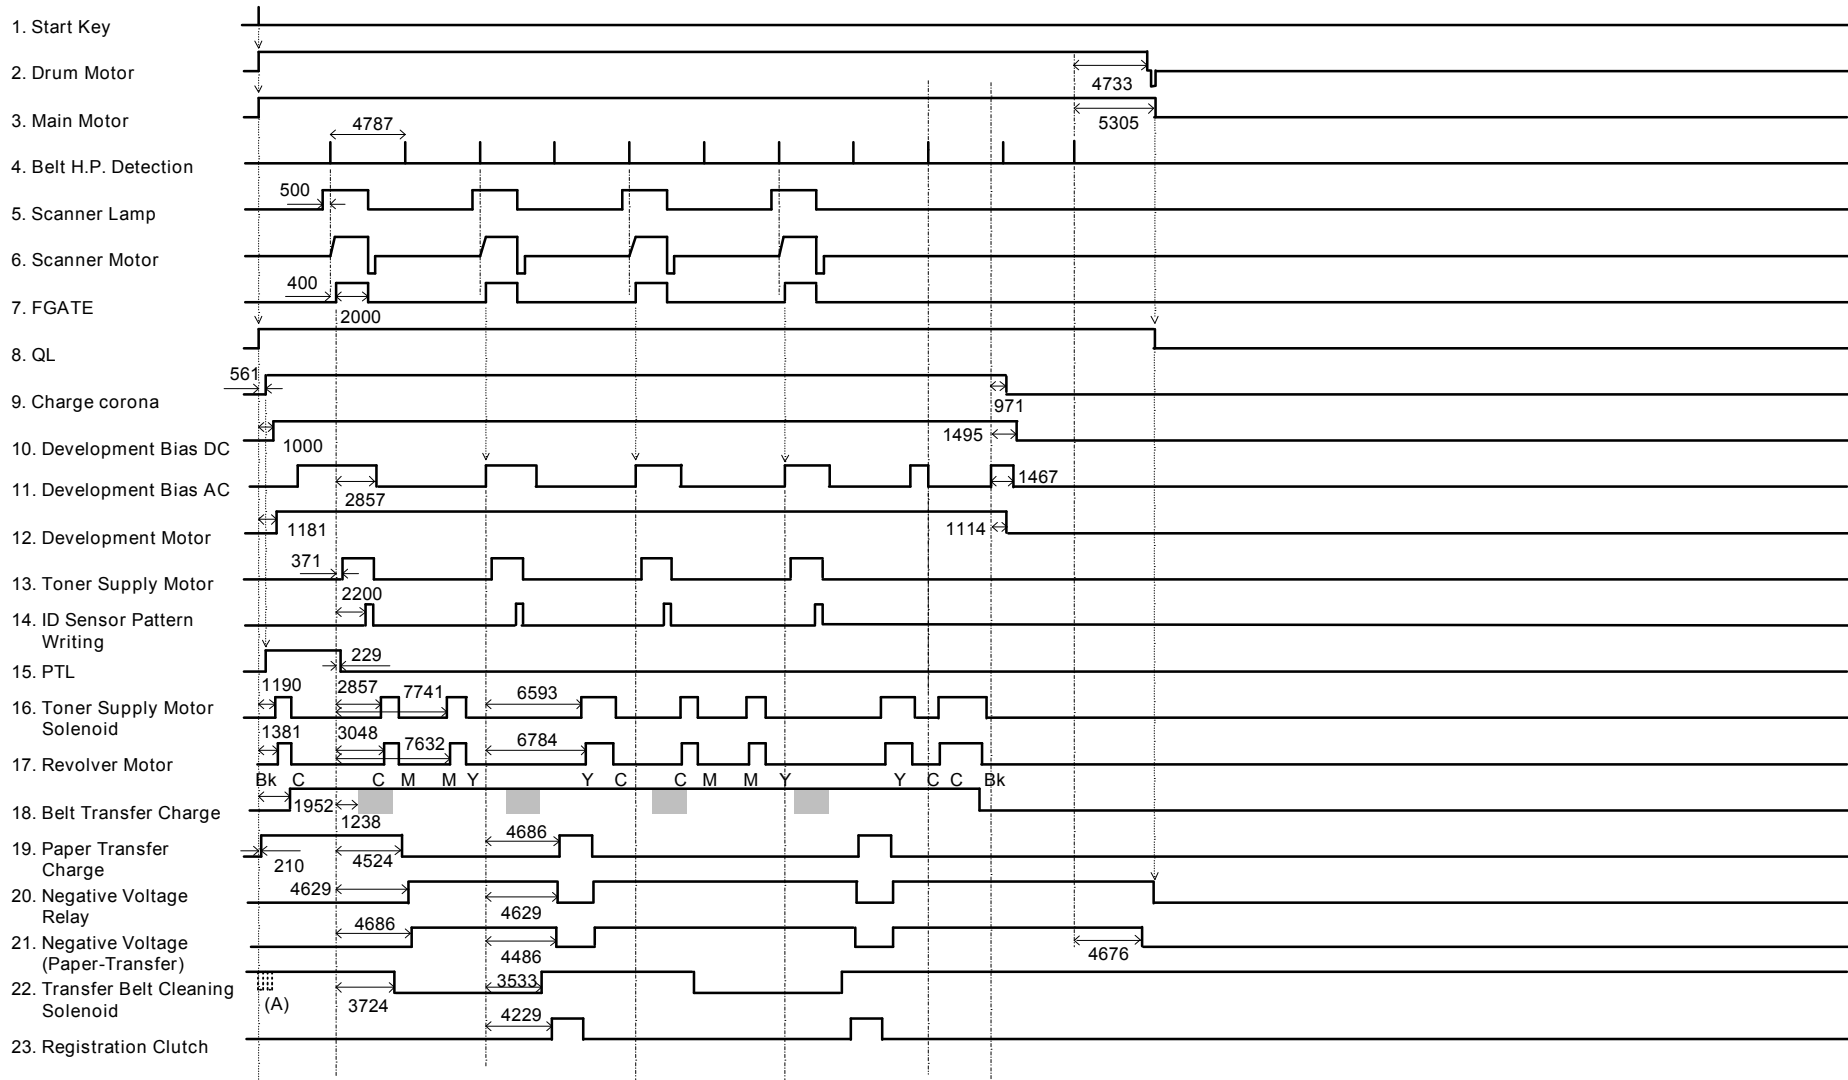 1. Start Key
2. Drum Motor
4733
3. Main Motor
4787
5305
4. Belt H.P. Detection
500
5. Scanner Lamp
6. Scanner Motor
400
7. FGATE
2000
8. QL
561
9. Charge corona
971
10. Development Bias DC
1000
1495
11. Development Bias AC
2857
1467
12. Development Motor
1181
1114
371
13. Toner Supply Motor
2200
14. ID Sensor Pattern
Writing
229
15. PTL
1190 2857 7741 6593
16. Toner Supply Motor
Solenoid
1381 3048 7632 6784
17. Revolver Motor
Bk C C M M Y Y C C M M Y Y C C Bk
18. Belt Transfer Charge
1952
1238
19. Paper Transfer
Charge
210
4524
4686
20. Negative Voltage
Relay
4629
4629
21. Negative Voltage
(Paper-Transfer)
4686
4486
4676
22. Transfer Belt Cleaning
Solenoid
(A)
3724
3533
4229
23. Registration Clutch